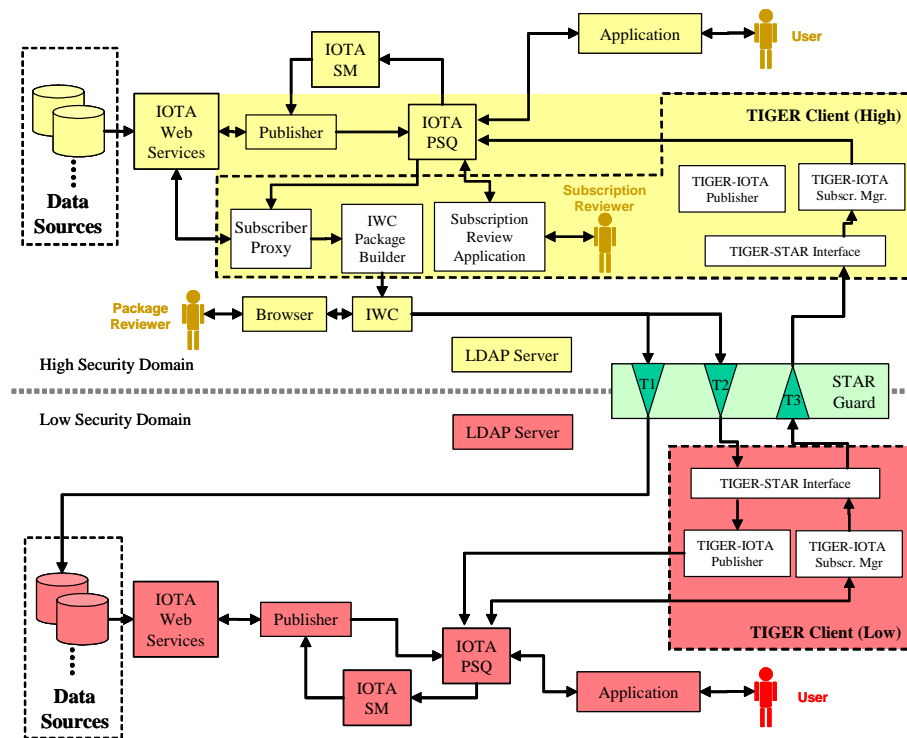 Application
User
IOTA
SM
Data
Sources
IOTA
Web
Services
Publisher
IOTA
PSQ
TIGER Client (High)
TIGER-IOTA
Publisher
TIGER-IOTA
Subscr. Mgr.
Subscription
Reviewer
Subscriber
Proxy
IWC
Package
Builder
Subscription
Review
Application
TIGER-STAR Interface
Package
Reviewer
Browser
IWC
High Security Domain
LDAP Server
T1
T2
T3
STAR
Guard
Low Security Domain
LDAP Server
TIGER-STAR Interface
TIGER-IOTA
Publisher
TIGER-IOTA
Subscr. Mgr
TIGER Client (Low)
Data
Sources
IOTA
Web
Services
Publisher
IOTA
PSQ
IOTA
SM
Application
User